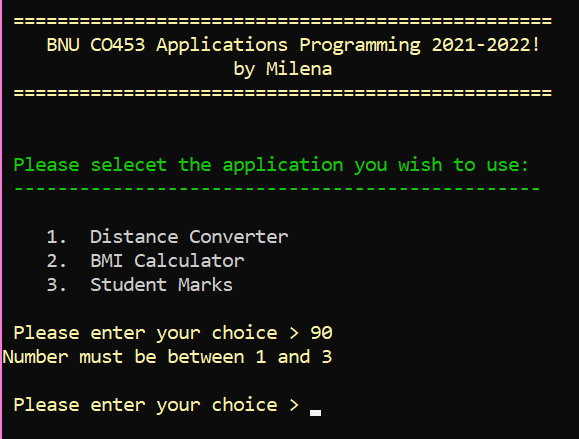 =================================================
BNU CO453 Applications Programming 2021-2022!
by Milena
=================================================
Please selecet the application you wish to use:
------------------------------------------------
1. Distance Converter
2. BMI Calculator
3. Student Marks
Please enter your choice > 90
Number must be between 1 and 3
Please enter your choice > _